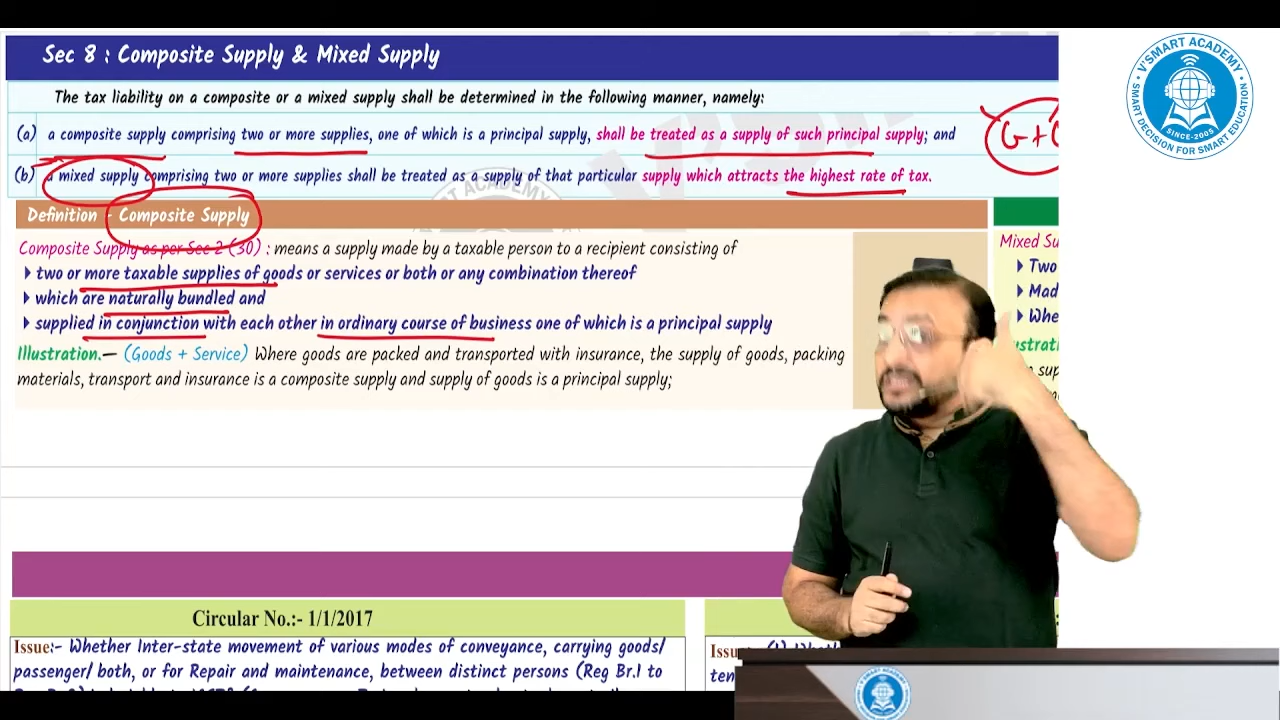 Sec 8 : Composite Supply & Mixed Supply
The tax liability on a composite or a mixed supply shall be determined in the following manner, namely:
(a) a composite supply comprising two or more supplies, one of which is a principal supply, shall be treated as a supply of such principal supply; and
(b) a mixed supply comprising two or more supplies shall be treated as a supply of that particular supply which attracts the highest rate of tax.
G+
Definition - Composite Supply
Composite Supply as per Sec 2 (30) : means a supply made by a taxable person to a recipient consisting of
two or more taxable supplies of goods or services or both or any combination thereof
which are naturally bundled and
supplied in conjunction with each other in ordinary course of business one of which is a principal supply
Illustration.— (Goods + Service) Where goods are packed and transported with insurance, the supply of goods, packing
materials, transport and insurance is a composite supply and supply of goods is a principal supply;
Mixed Su
Two
Mad
Whe
ustrati
sup
Circular No.:- 1/1/2017
Issue:- Whether Inter-state movement of various modes of conveyance, carrying goods/
passenger/ both, or for Repair and maintenance, between distinct persons (Reg Br.1 to
Issu
ten
V'SMART ACADEMY
SMART DECISION FOR SMART EDUCATION
SINCE-2005